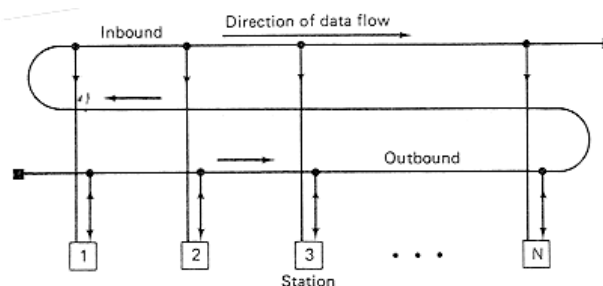 Inbound
Direction of data flow
Outbound
1
2
3
• • •
N
Station